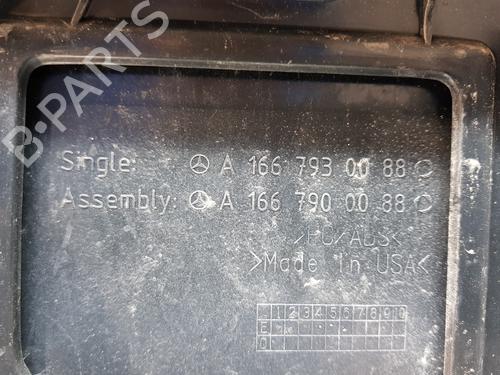 B-PARTS
Single: A 166 793 00 88
Assembly: A 166 790 00 88
>PC/ABS<
>Made in USA<
1 2 3 4 5 6 7 8 9 0
E
0